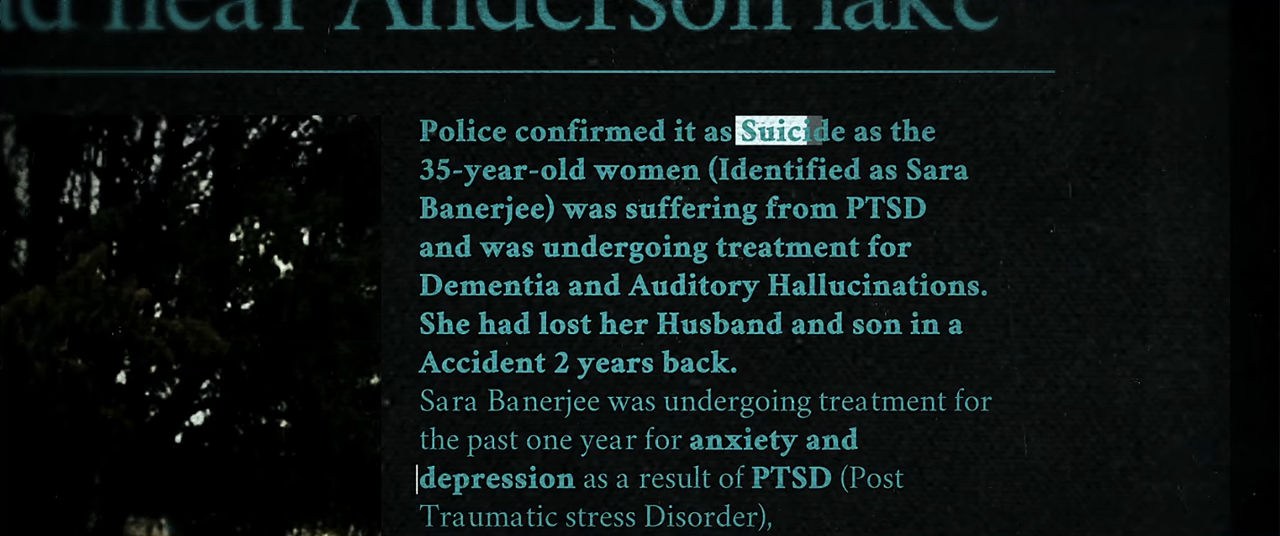 near Anderson lake
Police confirmed it as Suicide as the
35-year-old women (Identified as Sara
Banerjee) was suffering from PTSD
and was undergoing treatment for
Dementia and Auditory Hallucinations.
She had lost her Husband and son in a
Accident 2 years back.
Sara Banerjee was undergoing treatment for
the past one year for anxiety and
depression as a result of PTSD (Post
Traumatic stress Disorder),